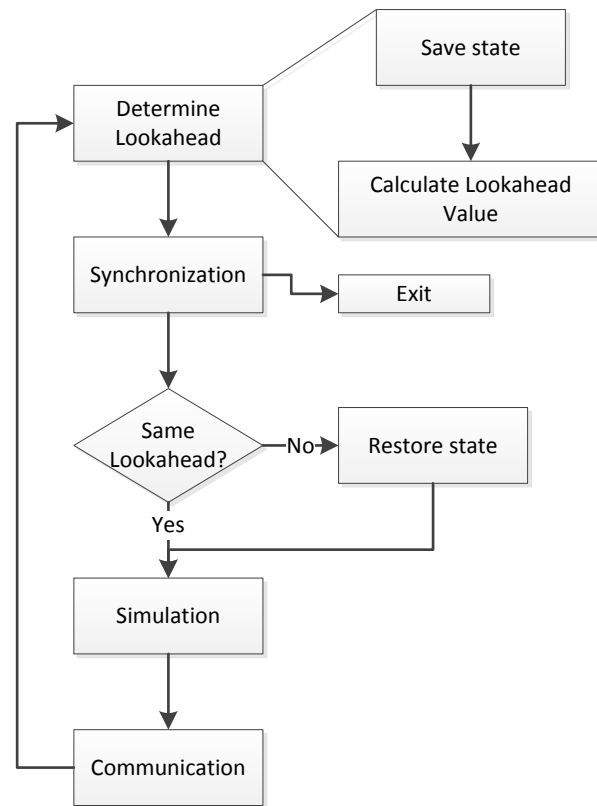 Save state
Determine
Lookahead
Calculate Lookahead
Value
Synchronization
Exit
Same
Lookahead?
No
Restore state
Yes
Simulation
Communication